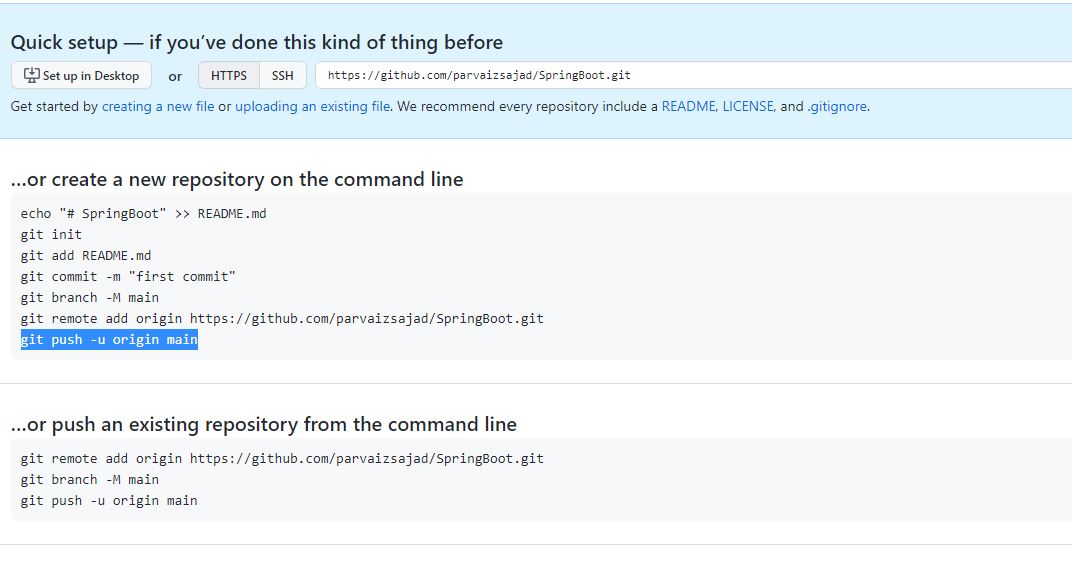 Quick setup — if you’ve done this kind of thing before
Set up in Desktop or HTTPS SSH https://github.com/parvaizsajad/SpringBoot.git
Get started by creating a new file or uploading an existing file. We recommend every repository include a README, LICENSE, and .gitignore.
…or create a new repository on the command line
echo "# SpringBoot" >> README.md
git init
git add README.md
git commit -m "first commit"
git branch -M main
git remote add origin https://github.com/parvaizsajad/SpringBoot.git
git push -u origin main
…or push an existing repository from the command line
git remote add origin https://github.com/parvaizsajad/SpringBoot.git
git branch -M main
git push -u origin main